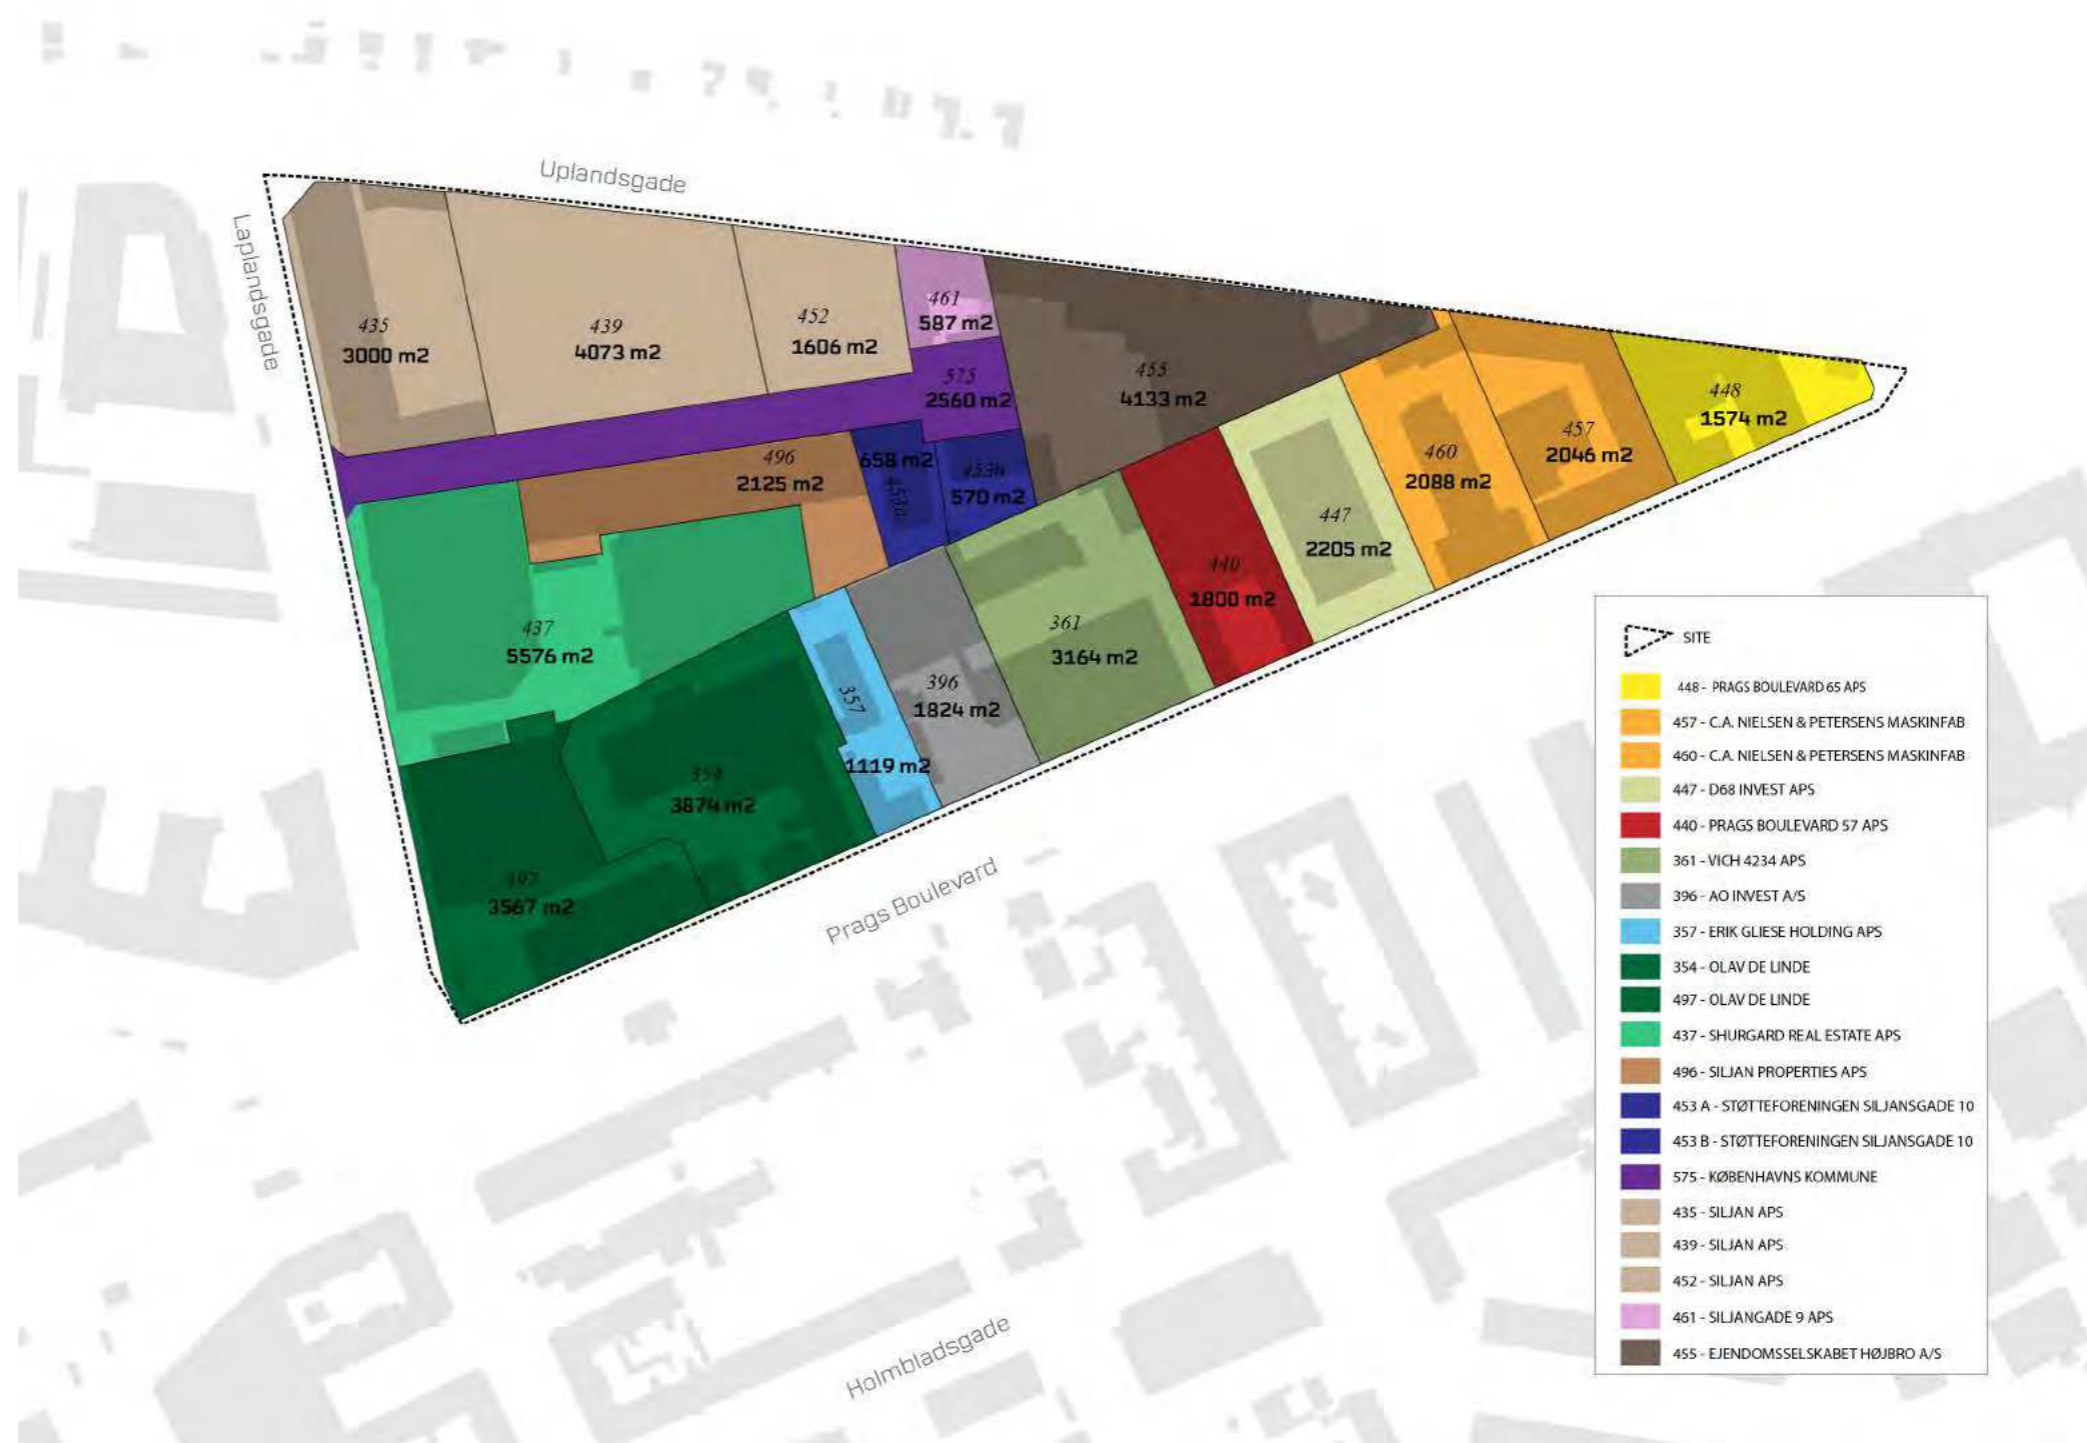 Uplandsgade
Laplandsgade
435
3000 m2
439
4073 m2
452
1606 m2
461
587 m2
575
2560 m2
455
4133 m2
448
1574 m2
457
2046 m2
460
2088 m2
447
2205 m2
440
1800 m2
361
3164 m2
496
2125 m2
658 m2
570 m2
437
5576 m2
357
1119 m2
396
1824 m2
354
3874 m2
497
3567 m2
Prags Boulevard
Holmbladsgade
SITE
448 - PRAGS BOULEVARD 65 APS
457 - C.A. NIELSEN & PETERSENS MASKINFAB
460 - C.A. NIELSEN & PETERSENS MASKINFAB
447 - D68 INVEST APS
440 - PRAGS BOULEVARD 57 APS
361 - VICH 4234 APS
396 - AO INVEST A/S
357 - ERIK GLIESE HOLDING APS
354 - OLAV DE LINDE
497 - OLAV DE LINDE
437 - SHURGARD REAL ESTATE APS
496 - SILJAN PROPERTIES APS
453 A - STØTTEFORENINGEN SILJANSGADE 10
453 B - STØTTEFORENINGEN SILJANSGADE 10
575 - KØBENHAVNS KOMMUNE
435 - SILJAN APS
439 - SILJAN APS
452 - SILJAN APS
461 - SILJANGADE 9 APS
455 - EJENDOMSSELSKABET HØJBRO A/S